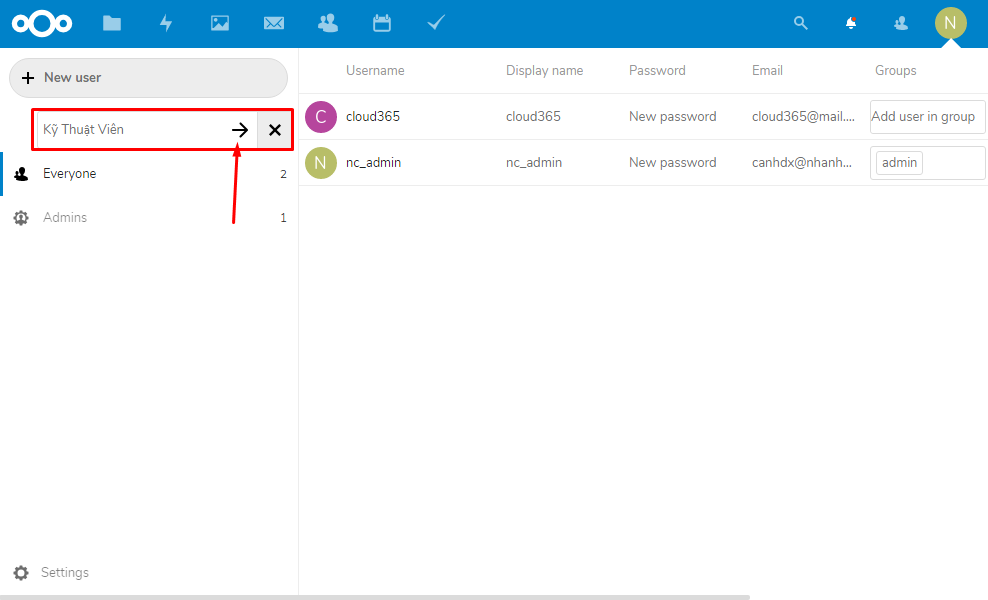 N
New user
Kỹ Thuật Viên
Everyone 2
Admins 1
Settings
Username Display name Password Email Groups
C cloud365 cloud365 New password cloud365@mail.... Add user in group
N nc_admin nc_admin New password canhdx@nhanh... admin